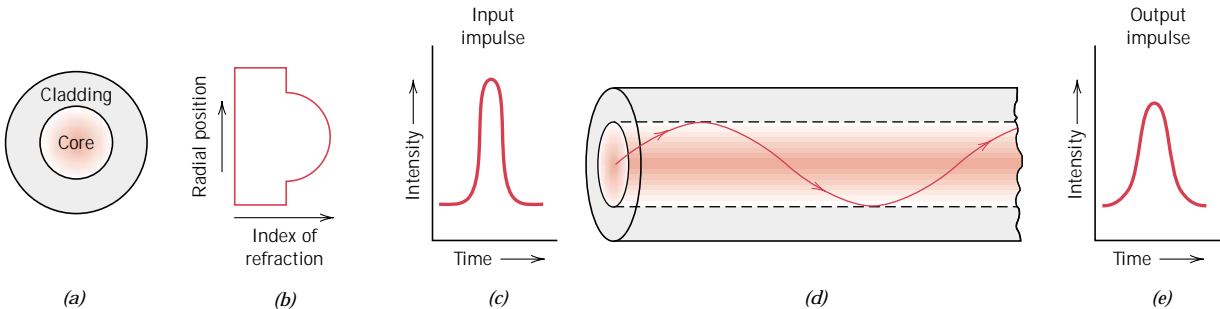 Cladding
Core
(a)
Radial position
Index of
refraction
(b)
Input
impulse
Intensity
Time
(c)
(d)
Output
impulse
Intensity
Time
(e)